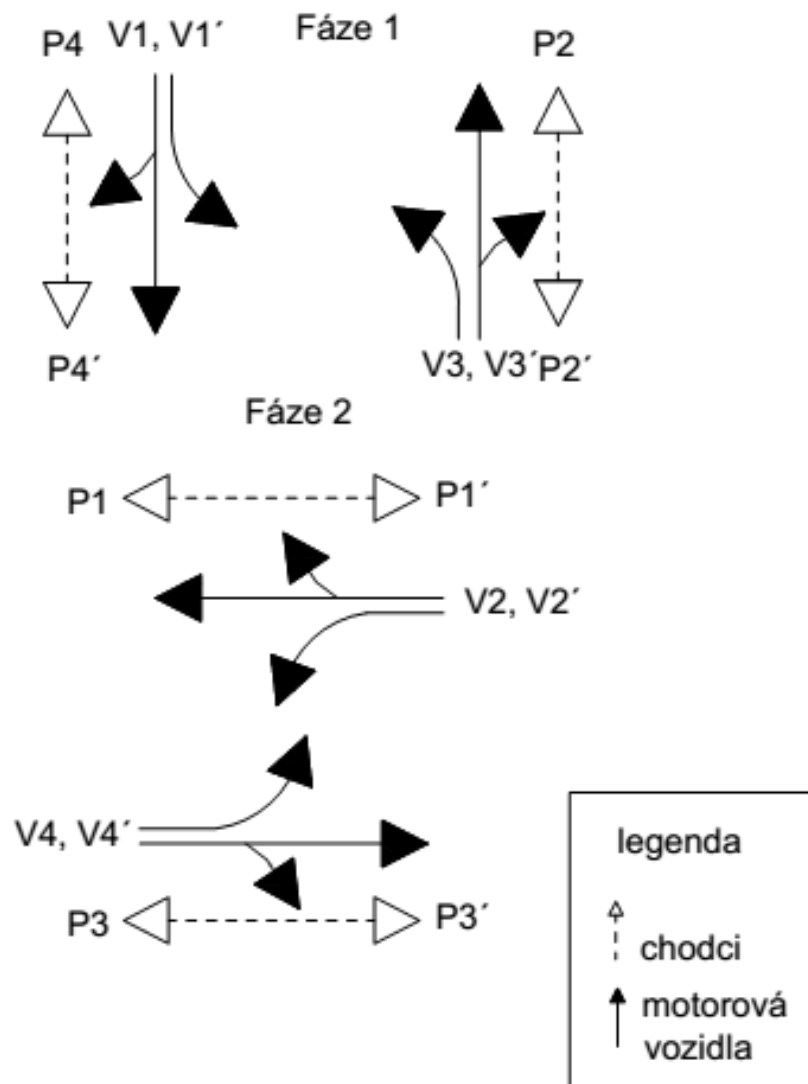 P4
V1, V1´
Fáze 1
P2
P4´
V3, V3´
P2´
Fáze 2
P1
P1´
V2, V2´
V4, V4´
P3
P3´
legenda
chodci
motorová
vozidla